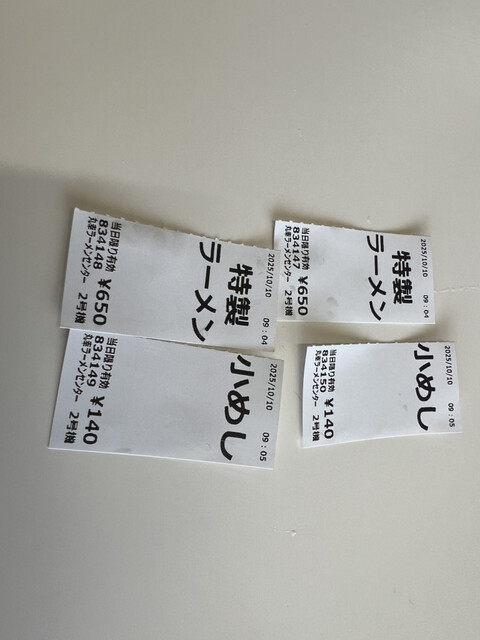 2025/10/10 09:04
特製
ラーメン
¥650
当日限り有効
834148
丸幸ラーメンセンター 2号機
2025/10/10 09:04
特製
ラーメン
¥650
当日限り有効
834147
丸幸ラーメンセンター 2号機
2025/10/10 09:05
小めし
¥140
当日限り有効
834149
丸幸ラーメンセンター 2号機
2025/10/10 09:05
小めし
¥140
当日限り有効
834150
丸幸ラーメンセンター 2号機